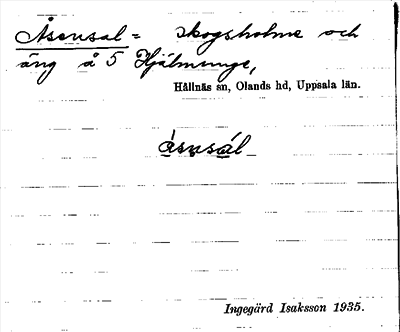 Åsensal = skogsholme och
äng å 5 Hjälmunge,
Hållnäs sn, Olands hd, Uppsala län.
åsnsál
Ingegärd Isaksson 1935.